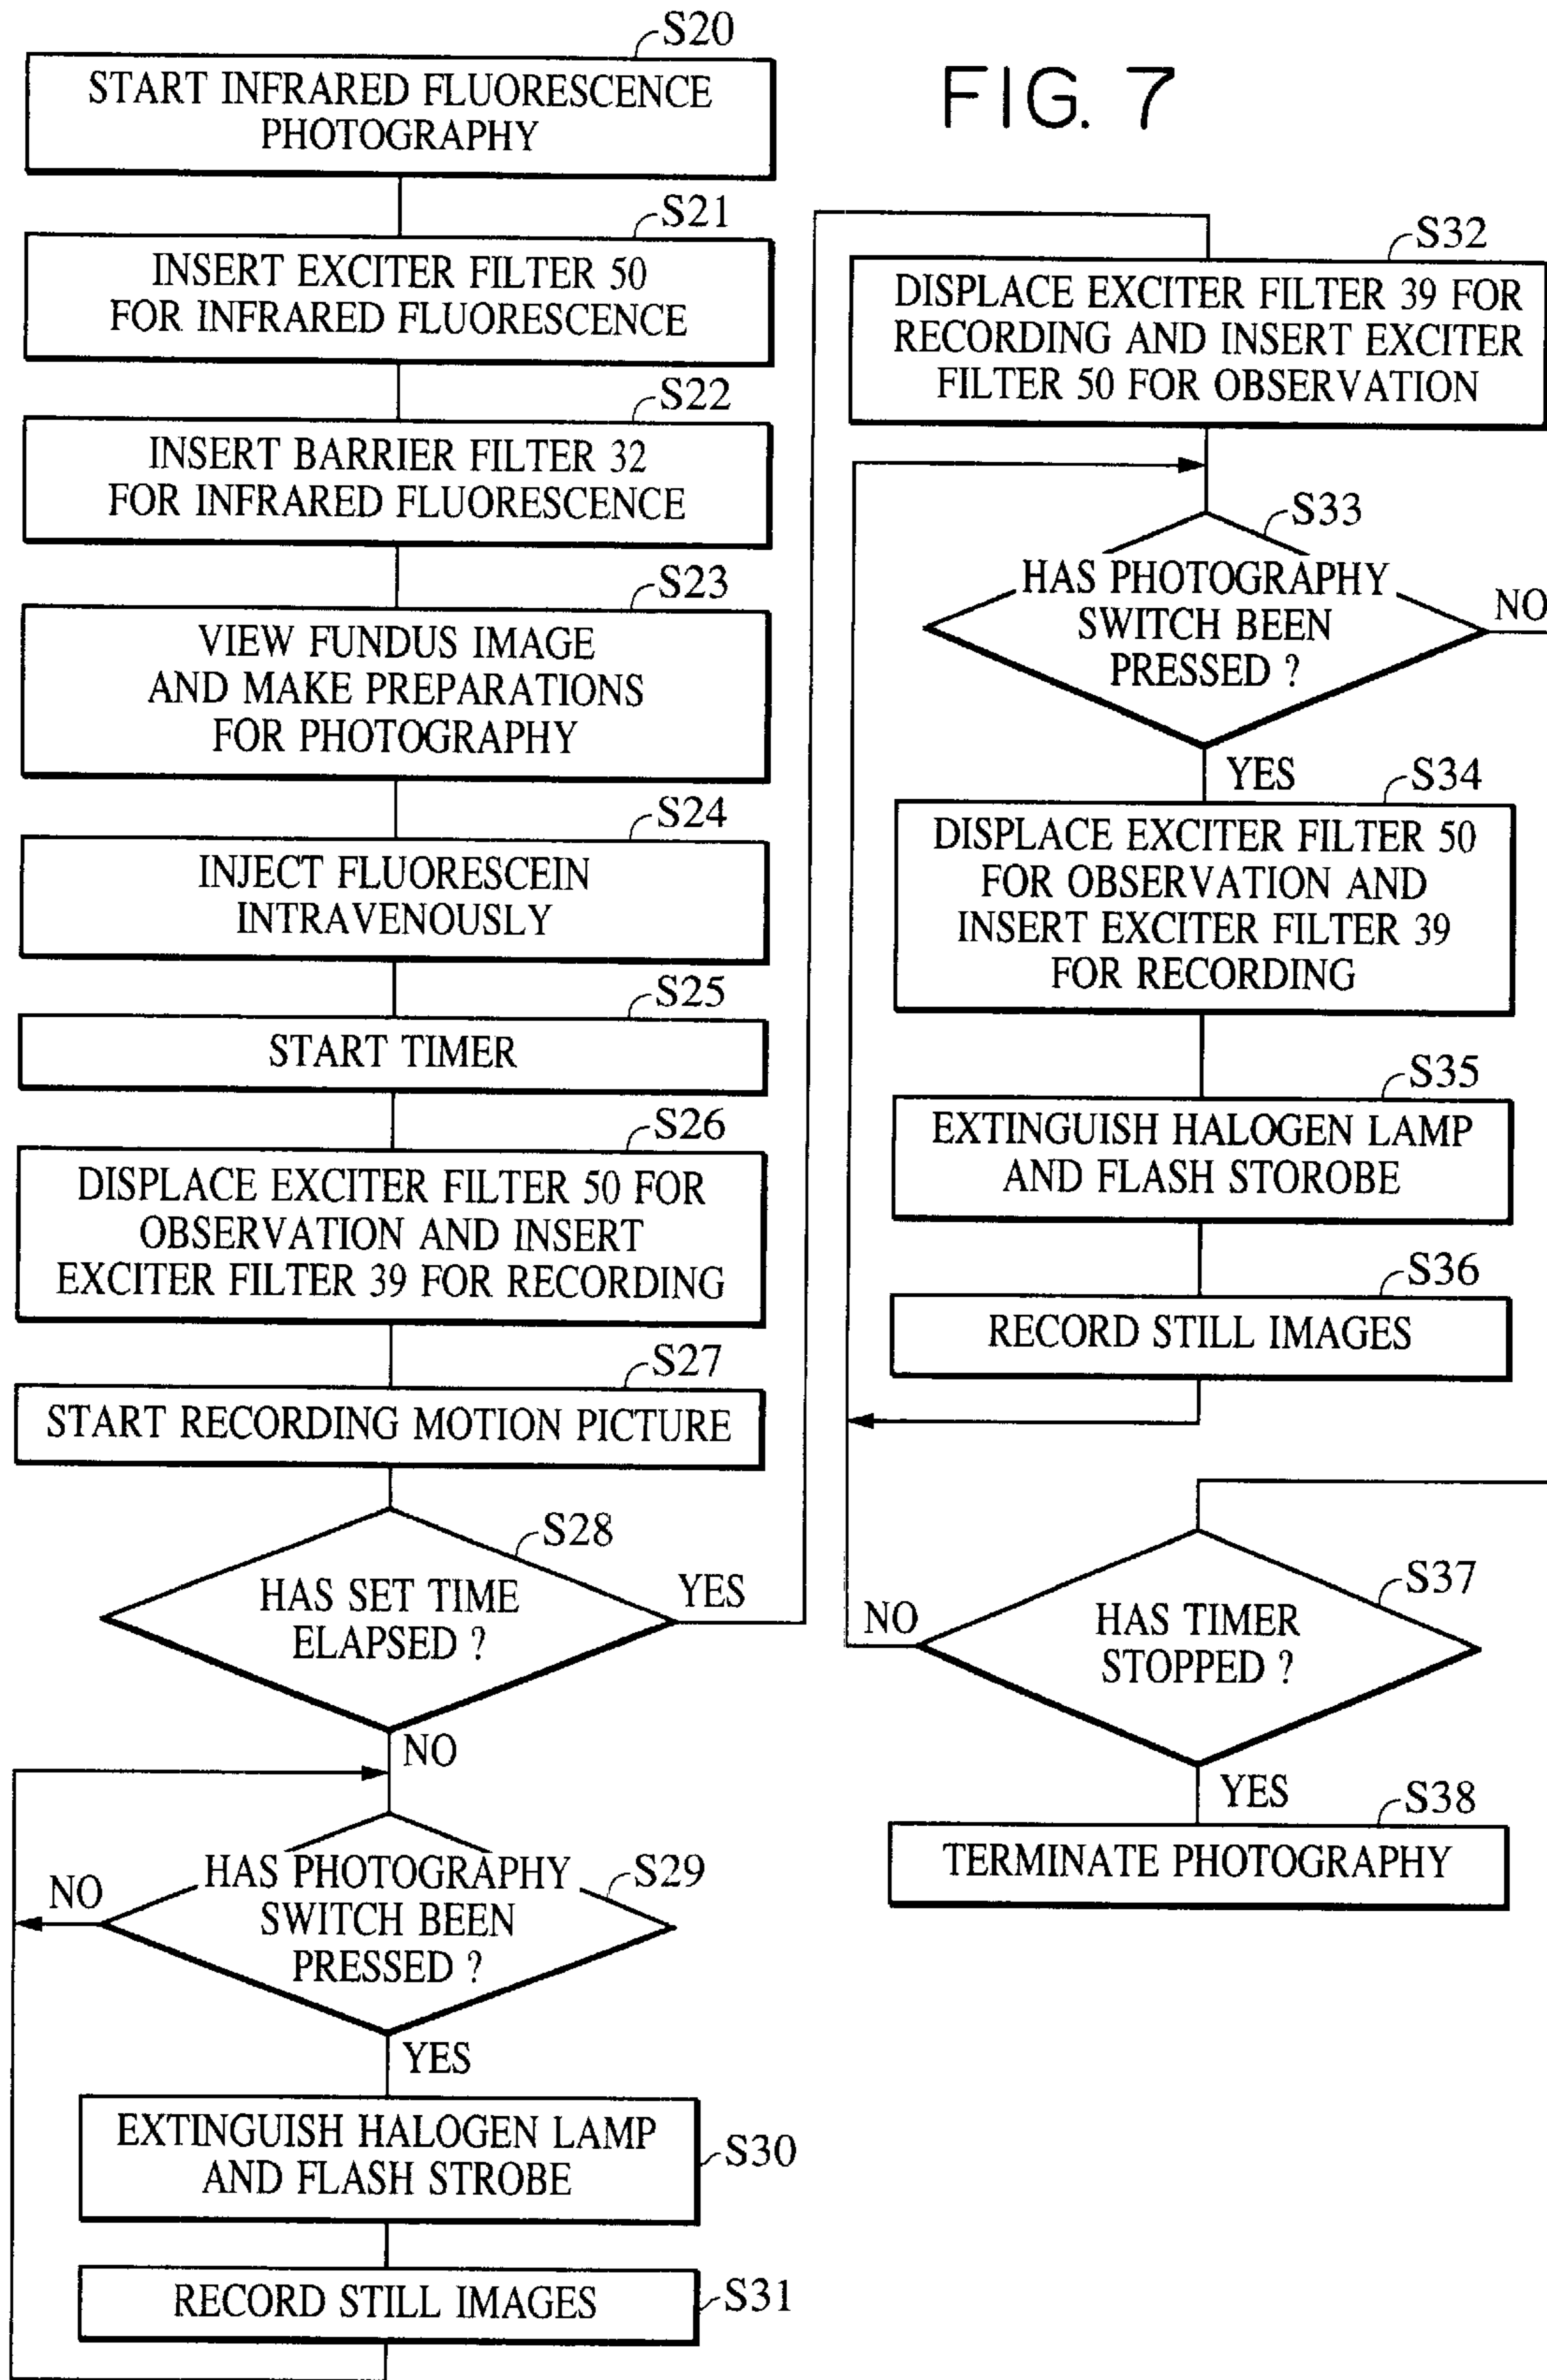 FIG. 7
S20
START INFRARED FLUORESCENCE
PHOTOGRAPHY
S21
INSERT EXCITER FILTER 50
FOR INFRARED FLUORESCENCE
S22
INSERT BARRIER FILTER 32
FOR INFRARED FLUORESCENCE
S23
VIEW FUNDUS IMAGE
AND MAKE PREPARATIONS
FOR PHOTOGRAPHY
S24
INJECT FLUORESCEIN
INTRAVENOUSLY
S25
START TIMER
S26
DISPLACE EXCITER FILTER 50 FOR
OBSERVATION AND INSERT
EXCITER FILTER 39 FOR RECORDING
S27
START RECORDING MOTION PICTURE
S28
HAS SET TIME
ELAPSED ?
YES
NO
S29
HAS PHOTOGRAPHY
SWITCH BEEN
PRESSED ?
NO
YES
S30
EXTINGUISH HALOGEN LAMP
AND FLASH STROBE
S31
RECORD STILL IMAGES
S32
DISPLACE EXCITER FILTER 39 FOR
RECORDING AND INSERT EXCITER
FILTER 50 FOR OBSERVATION
S33
HAS PHOTOGRAPHY
SWITCH BEEN
PRESSED ?
NO
YES
S34
DISPLACE EXCITER FILTER 50
FOR OBSERVATION AND
INSERT EXCITER FILTER 39
FOR RECORDING
S35
EXTINGUISH HALOGEN LAMP
AND FLASH STOROBE
S36
RECORD STILL IMAGES
S37
HAS TIMER
STOPPED ?
NO
YES
S38
TERMINATE PHOTOGRAPHY